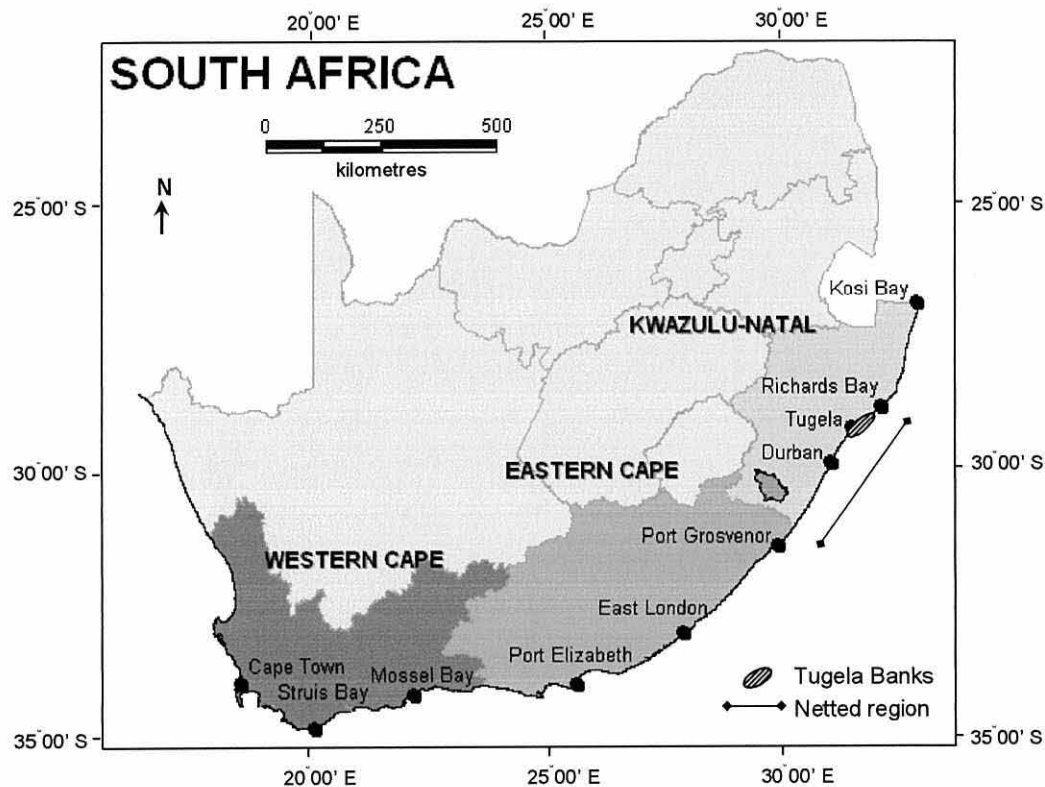 20°00' E 25°00' E 30°00' E
SOUTH AFRICA
0 250 500
kilometres
N
25°00' S 25°00' S
Kosi Bay
KWAZULU-NATAL
Richards Bay
Tugela
Durban
30°00' S 30°00' S
EASTERN CAPE
Port Grosvenor
WESTERN CAPE
East London
Port Elizabeth
Cape Town
Mossel Bay
Struis Bay
Tugela Banks
Netted region
35°00' S 35°00' S
20°00' E 25°00' E 30°00' E